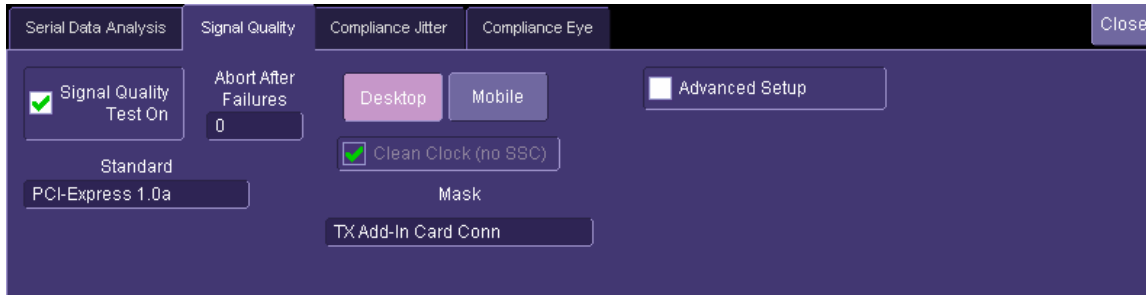 Serial Data Analysis
Signal Quality
Compliance Jitter
Compliance Eye
Close
Signal Quality
Test On
Abort After
Failures
0
Desktop
Mobile
Advanced Setup
Clean Clock (no SSC)
Standard
PCI-Express 1.0a
Mask
TX Add-In Card Conn